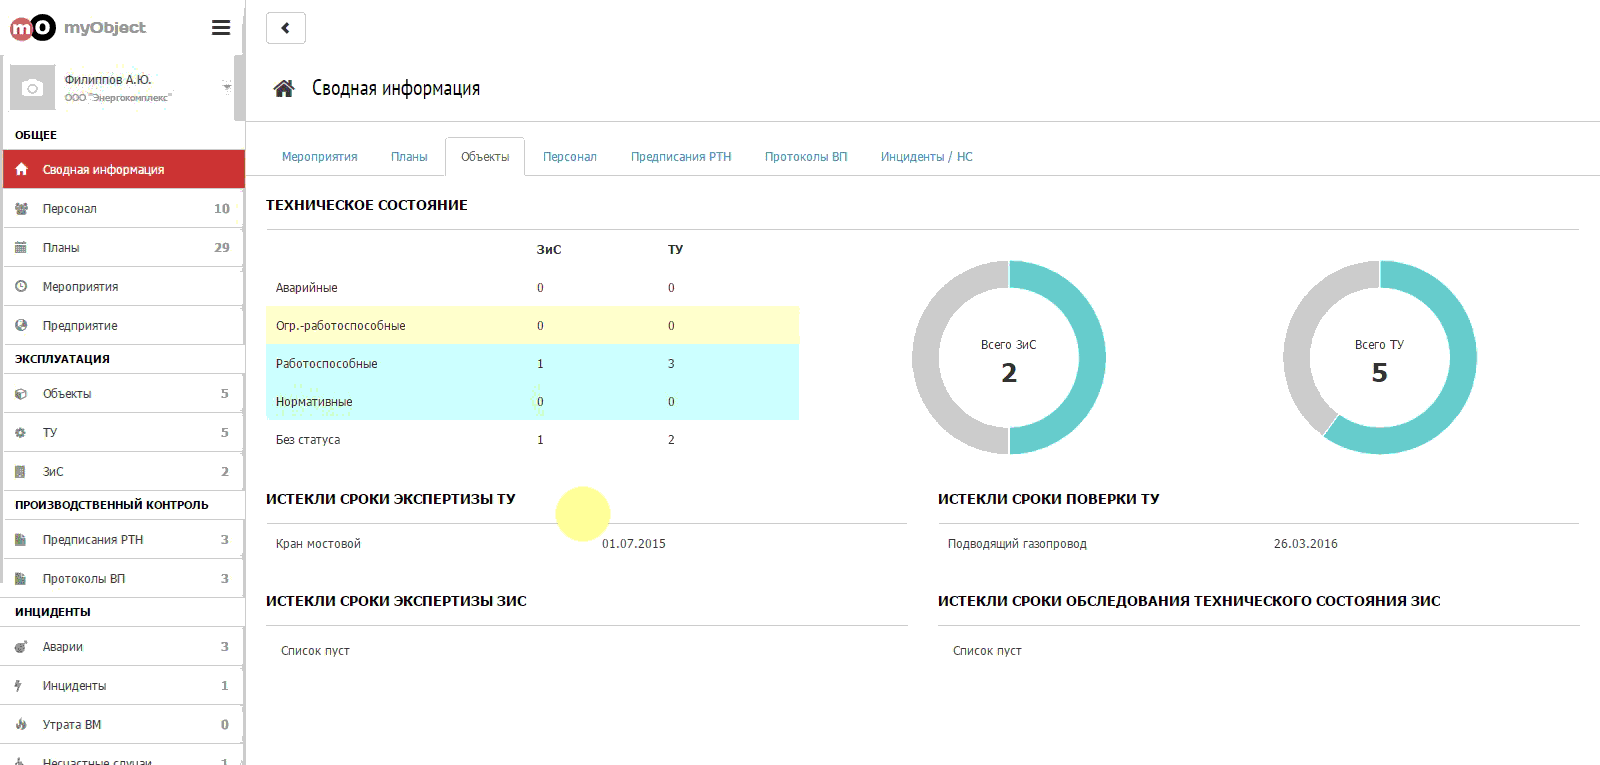 mO myObject
Филиппов А.Ю.
ООО "Энергокомплекс"
ОБЩЕЕ
Сводная информация
Персонал 10
Планы 29
Мероприятия
Предприятие
ЭКСПЛУАТАЦИЯ
Объекты 5
ТУ 5
ЗиС 2
ПРОИЗВОДСТВЕННЫЙ КОНТРОЛЬ
Предписания РТН 3
Протоколы ВП 3
ИНЦИДЕНТЫ
Аварии 3
Инциденты 1
Утрата ВМ 0
Несчастные случаи 1
Сводная информация
Мероприятия Планы Объекты Персонал Предписания РТН Протоколы ВП Инциденты / НС
ТЕХНИЧЕСКОЕ СОСТОЯНИЕ
ЗиС ТУ
Аварийные 0 0
Огр.-работоспособные 0 0
Работоспособные 1 3
Нормативные 0 0
Без статуса 1 2
Всего ЗиС
2
Всего ТУ
5
ИСТЕКЛИ СРОКИ ЭКСПЕРТИЗЫ ТУ
Кран мостовой 01.07.2015
ИСТЕКЛИ СРОКИ ПОВЕРКИ ТУ
Подводящий газопровод 26.03.2016
ИСТЕКЛИ СРОКИ ЭКСПЕРТИЗЫ ЗИС
Список пуст
ИСТЕКЛИ СРОКИ ОБСЛЕДОВАНИЯ ТЕХНИЧЕСКОГО СОСТОЯНИЯ ЗИС
Список пуст